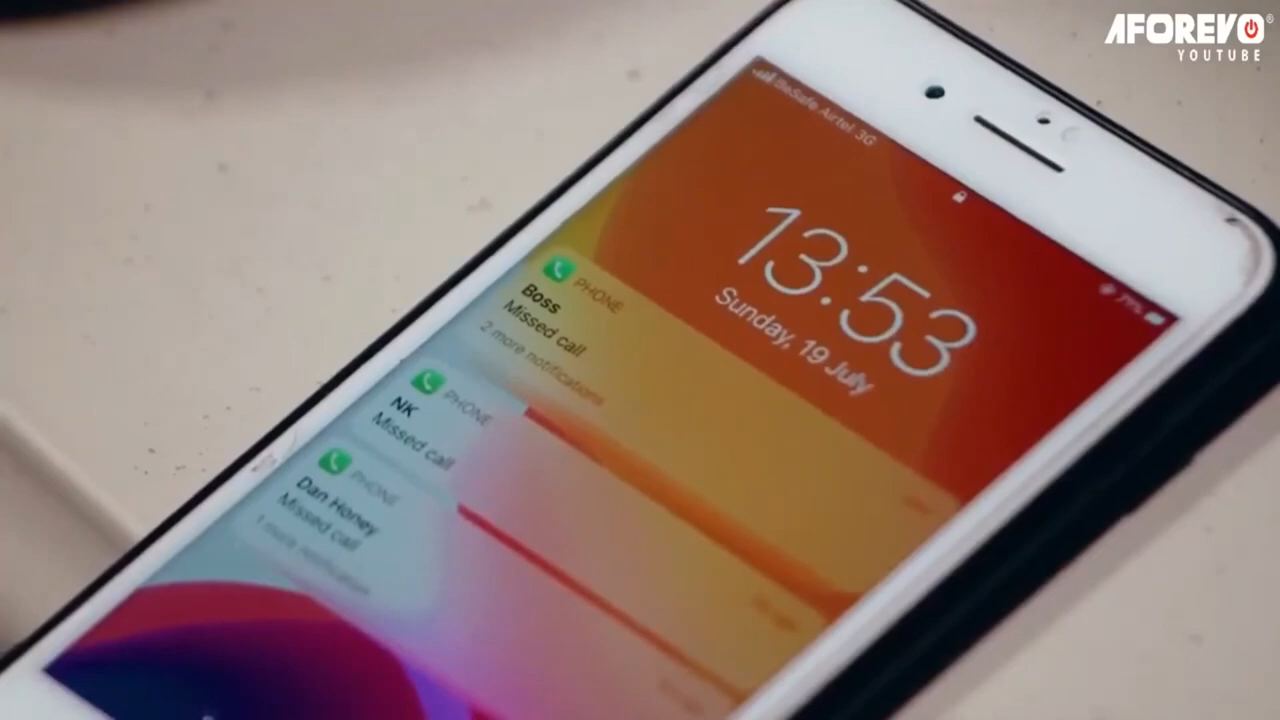 AFOREVO
YOUTUBE
BeSafe Airtel 3G
71%
13:53
Sunday, 19 July
PHONE
Boss
Missed call
2 more notifications
PHONE
NK
Missed call
PHONE
Dan Honey
Missed call
1 more notification